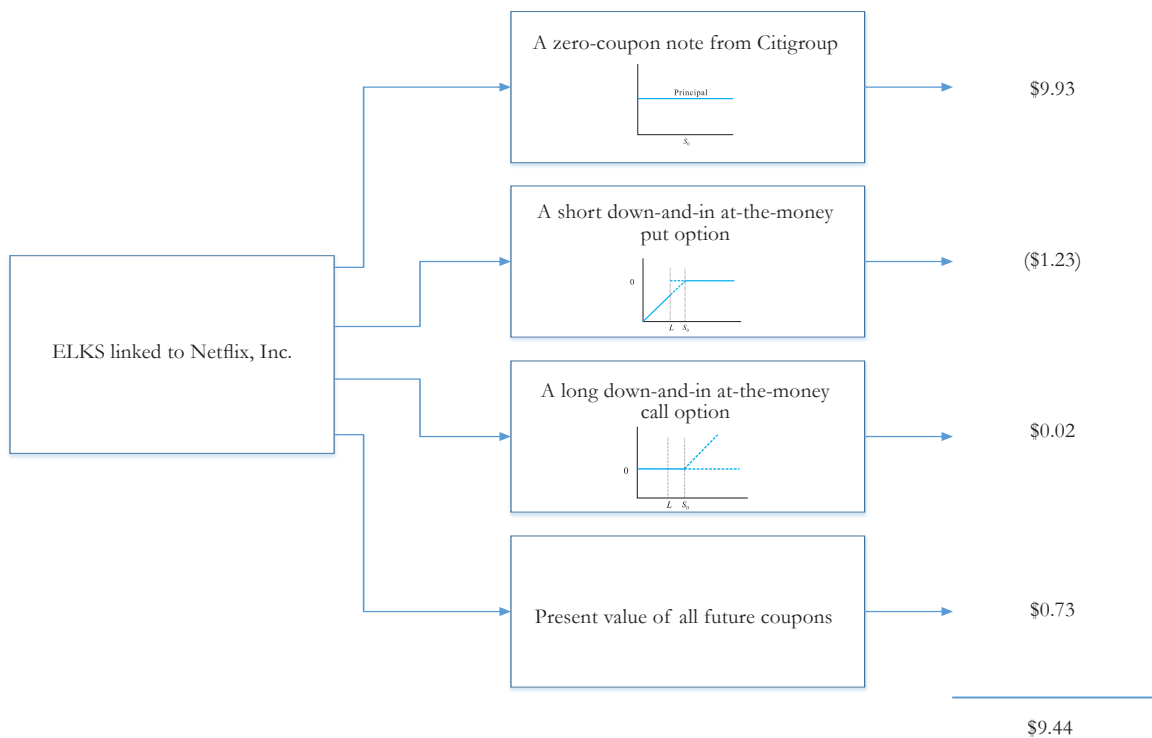 A zero-coupon note from Citigroup
Principal
S₀
$9.93
A short down-and-in at-the-money
put option
0
L S₀
($1.23)
ELKS linked to Netflix, Inc.
A long down-and-in at-the-money
call option
0
L S₀
$0.02
Present value of all future coupons
$0.73
$9.44